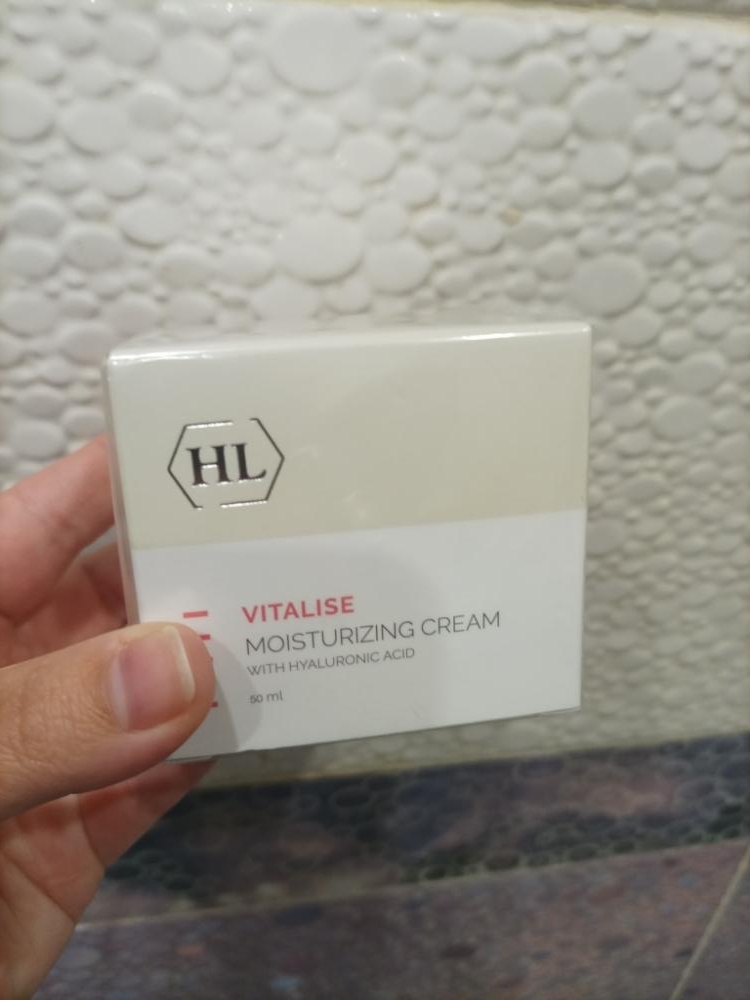 HL
VITALISE
MOISTURIZING CREAM
WITH HYALURONIC ACID
50 ml